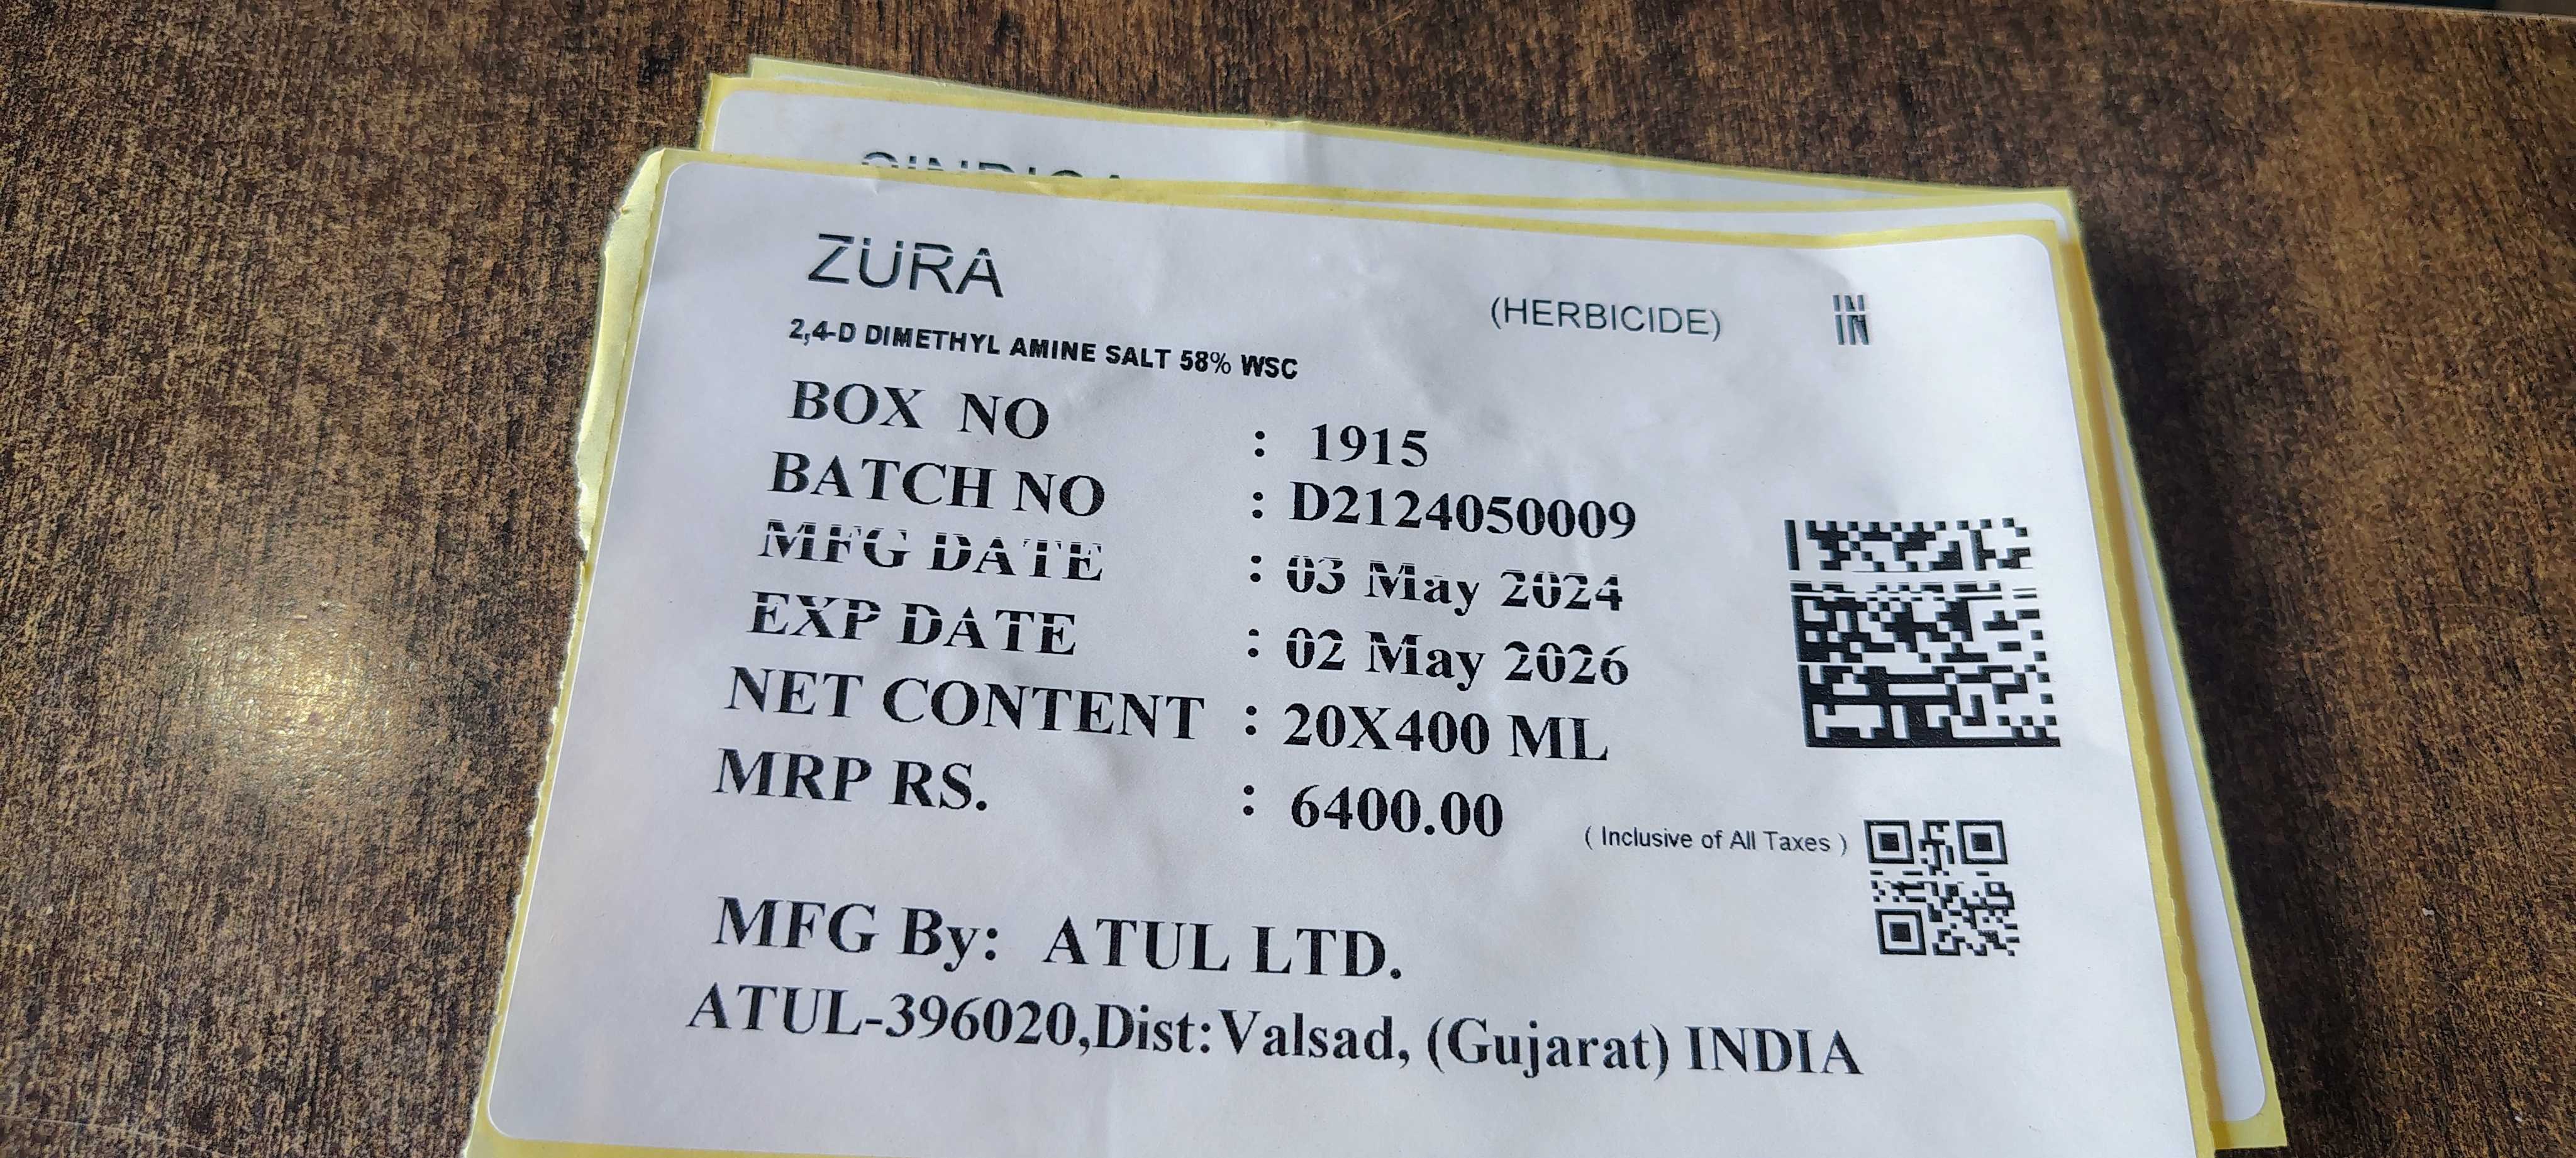 ZURA
(HERBICIDE)
IN
2,4-D DIMETHYL AMINE SALT 58% WSC
BOX NO : 1915
BATCH NO : D2124050009
MFG DATE : 03 May 2024
EXP DATE : 02 May 2026
NET CONTENT : 20X400 ML
MRP RS. : 6400.00
( Inclusive of All Taxes )
MFG By: ATUL LTD.
ATUL-396020,Dist:Valsad, (Gujarat) INDIA